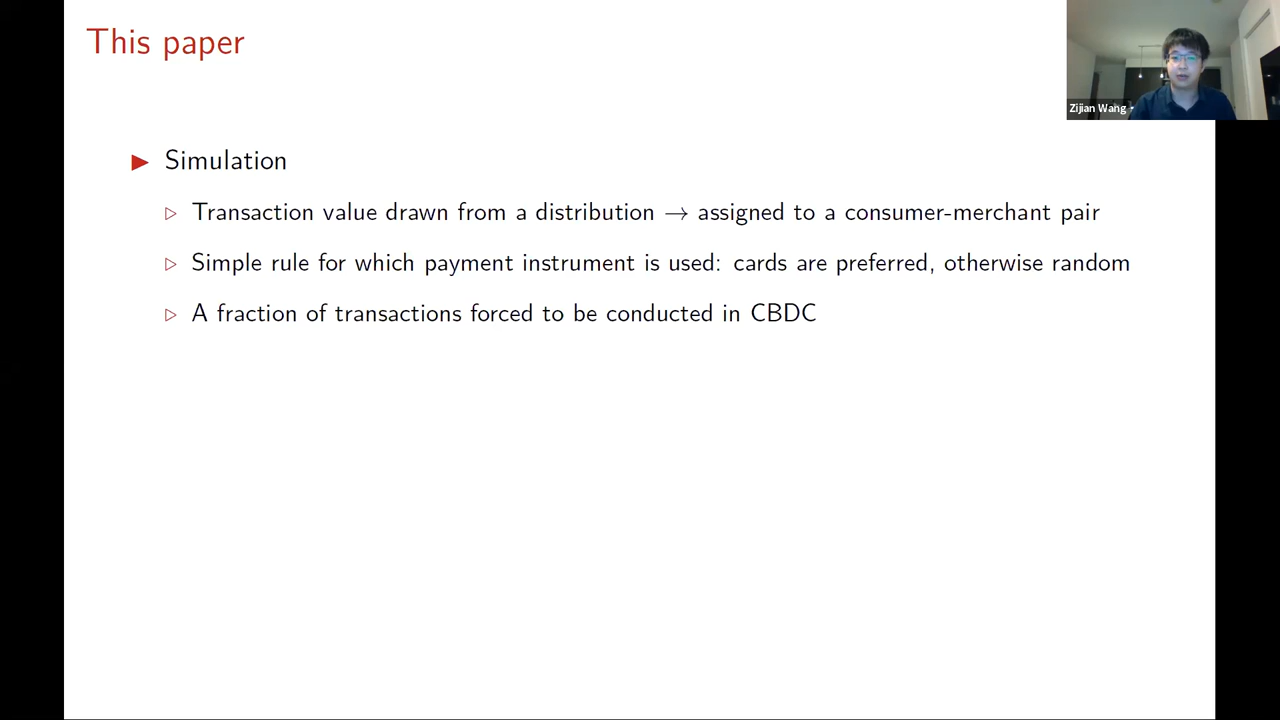 This paper
Zijian Wang
▶ Simulation
▷ Transaction value drawn from a distribution → assigned to a consumer-merchant pair
▷ Simple rule for which payment instrument is used: cards are preferred, otherwise random
▷ A fraction of transactions forced to be conducted in CBDC